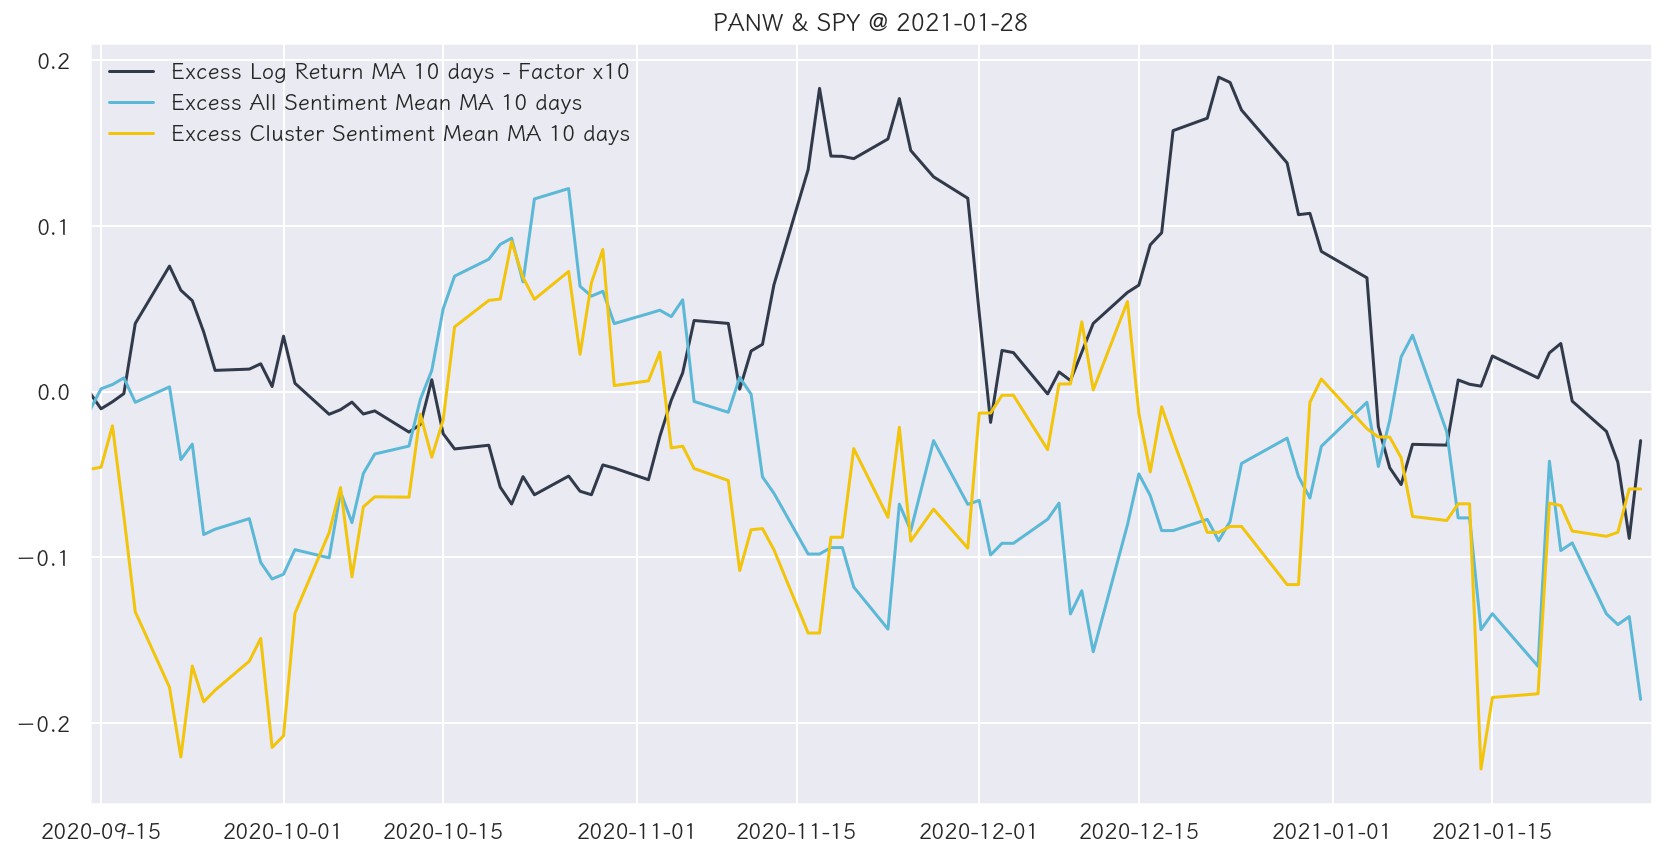 PANW & SPY @ 2021-01-28
Excess Log Return MA 10 days - Factor x10
Excess All Sentiment Mean MA 10 days
Excess Cluster Sentiment Mean MA 10 days
0.2
0.1
0.0
−0.1
−0.2
2020-09-15 2020-10-01 2020-10-15 2020-11-01 2020-11-15 2020-12-01 2020-12-15 2021-01-01 2021-01-15